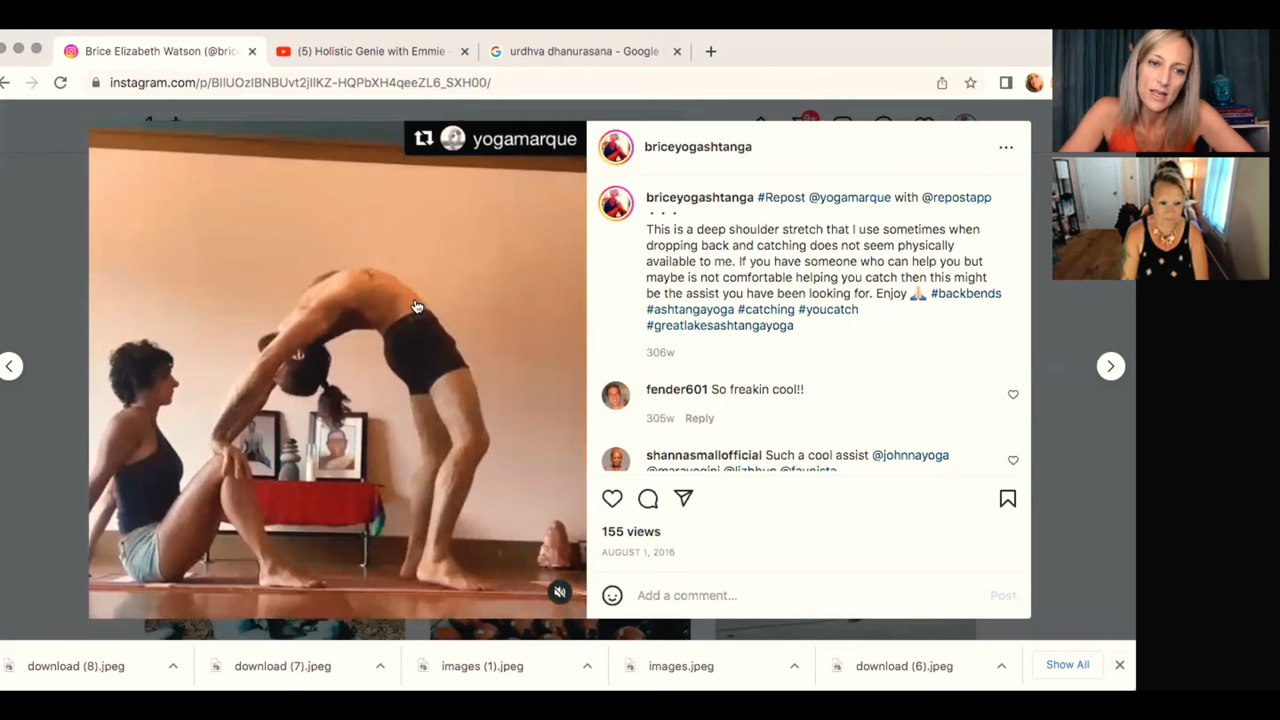 Brice Elizabeth Watson (@bric
(5) Holistic Genie with Emmie -
urdhva dhanurasana - Google
instagram.com/p/BIlUOzIBNBUvt2jIlKZ-HQPbXH4qeeZL6_SXH00/
yogamarque
briceyogashtanga
briceyogashtanga #Repost @yogamarque with @repostapp
・・・
This is a deep shoulder stretch that I use sometimes when
dropping back and catching does not seem physically
available to me. If you have someone who can help you but
maybe is not comfortable helping you catch then this might
be the assist you have been looking for. Enjoy 🙏 #backbends
#ashtangayoga #catching #youcatch
#greatlakesashtangayoga
306w
fender601 So freakin cool!!
305w Reply
shannasmallofficial Such a cool assist @johnnayoga
@marayogini @lizbhup @faunista
155 views
AUGUST 1, 2016
Add a comment... Post
download (8).jpeg
download (7).jpeg
images (1).jpeg
images.jpeg
download (6).jpeg
Show All